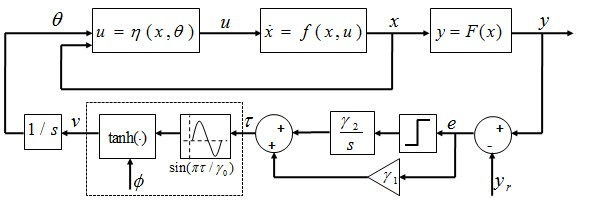 θ
u = η (x, θ)
u
ẋ = f (x, u)
x
y = F(x)
y
1 / s
v
tanh(·)
ϕ
sin(πτ / γ₀)
τ
+
+
γ₂
s
e
+
-
γ₁
yᵣ